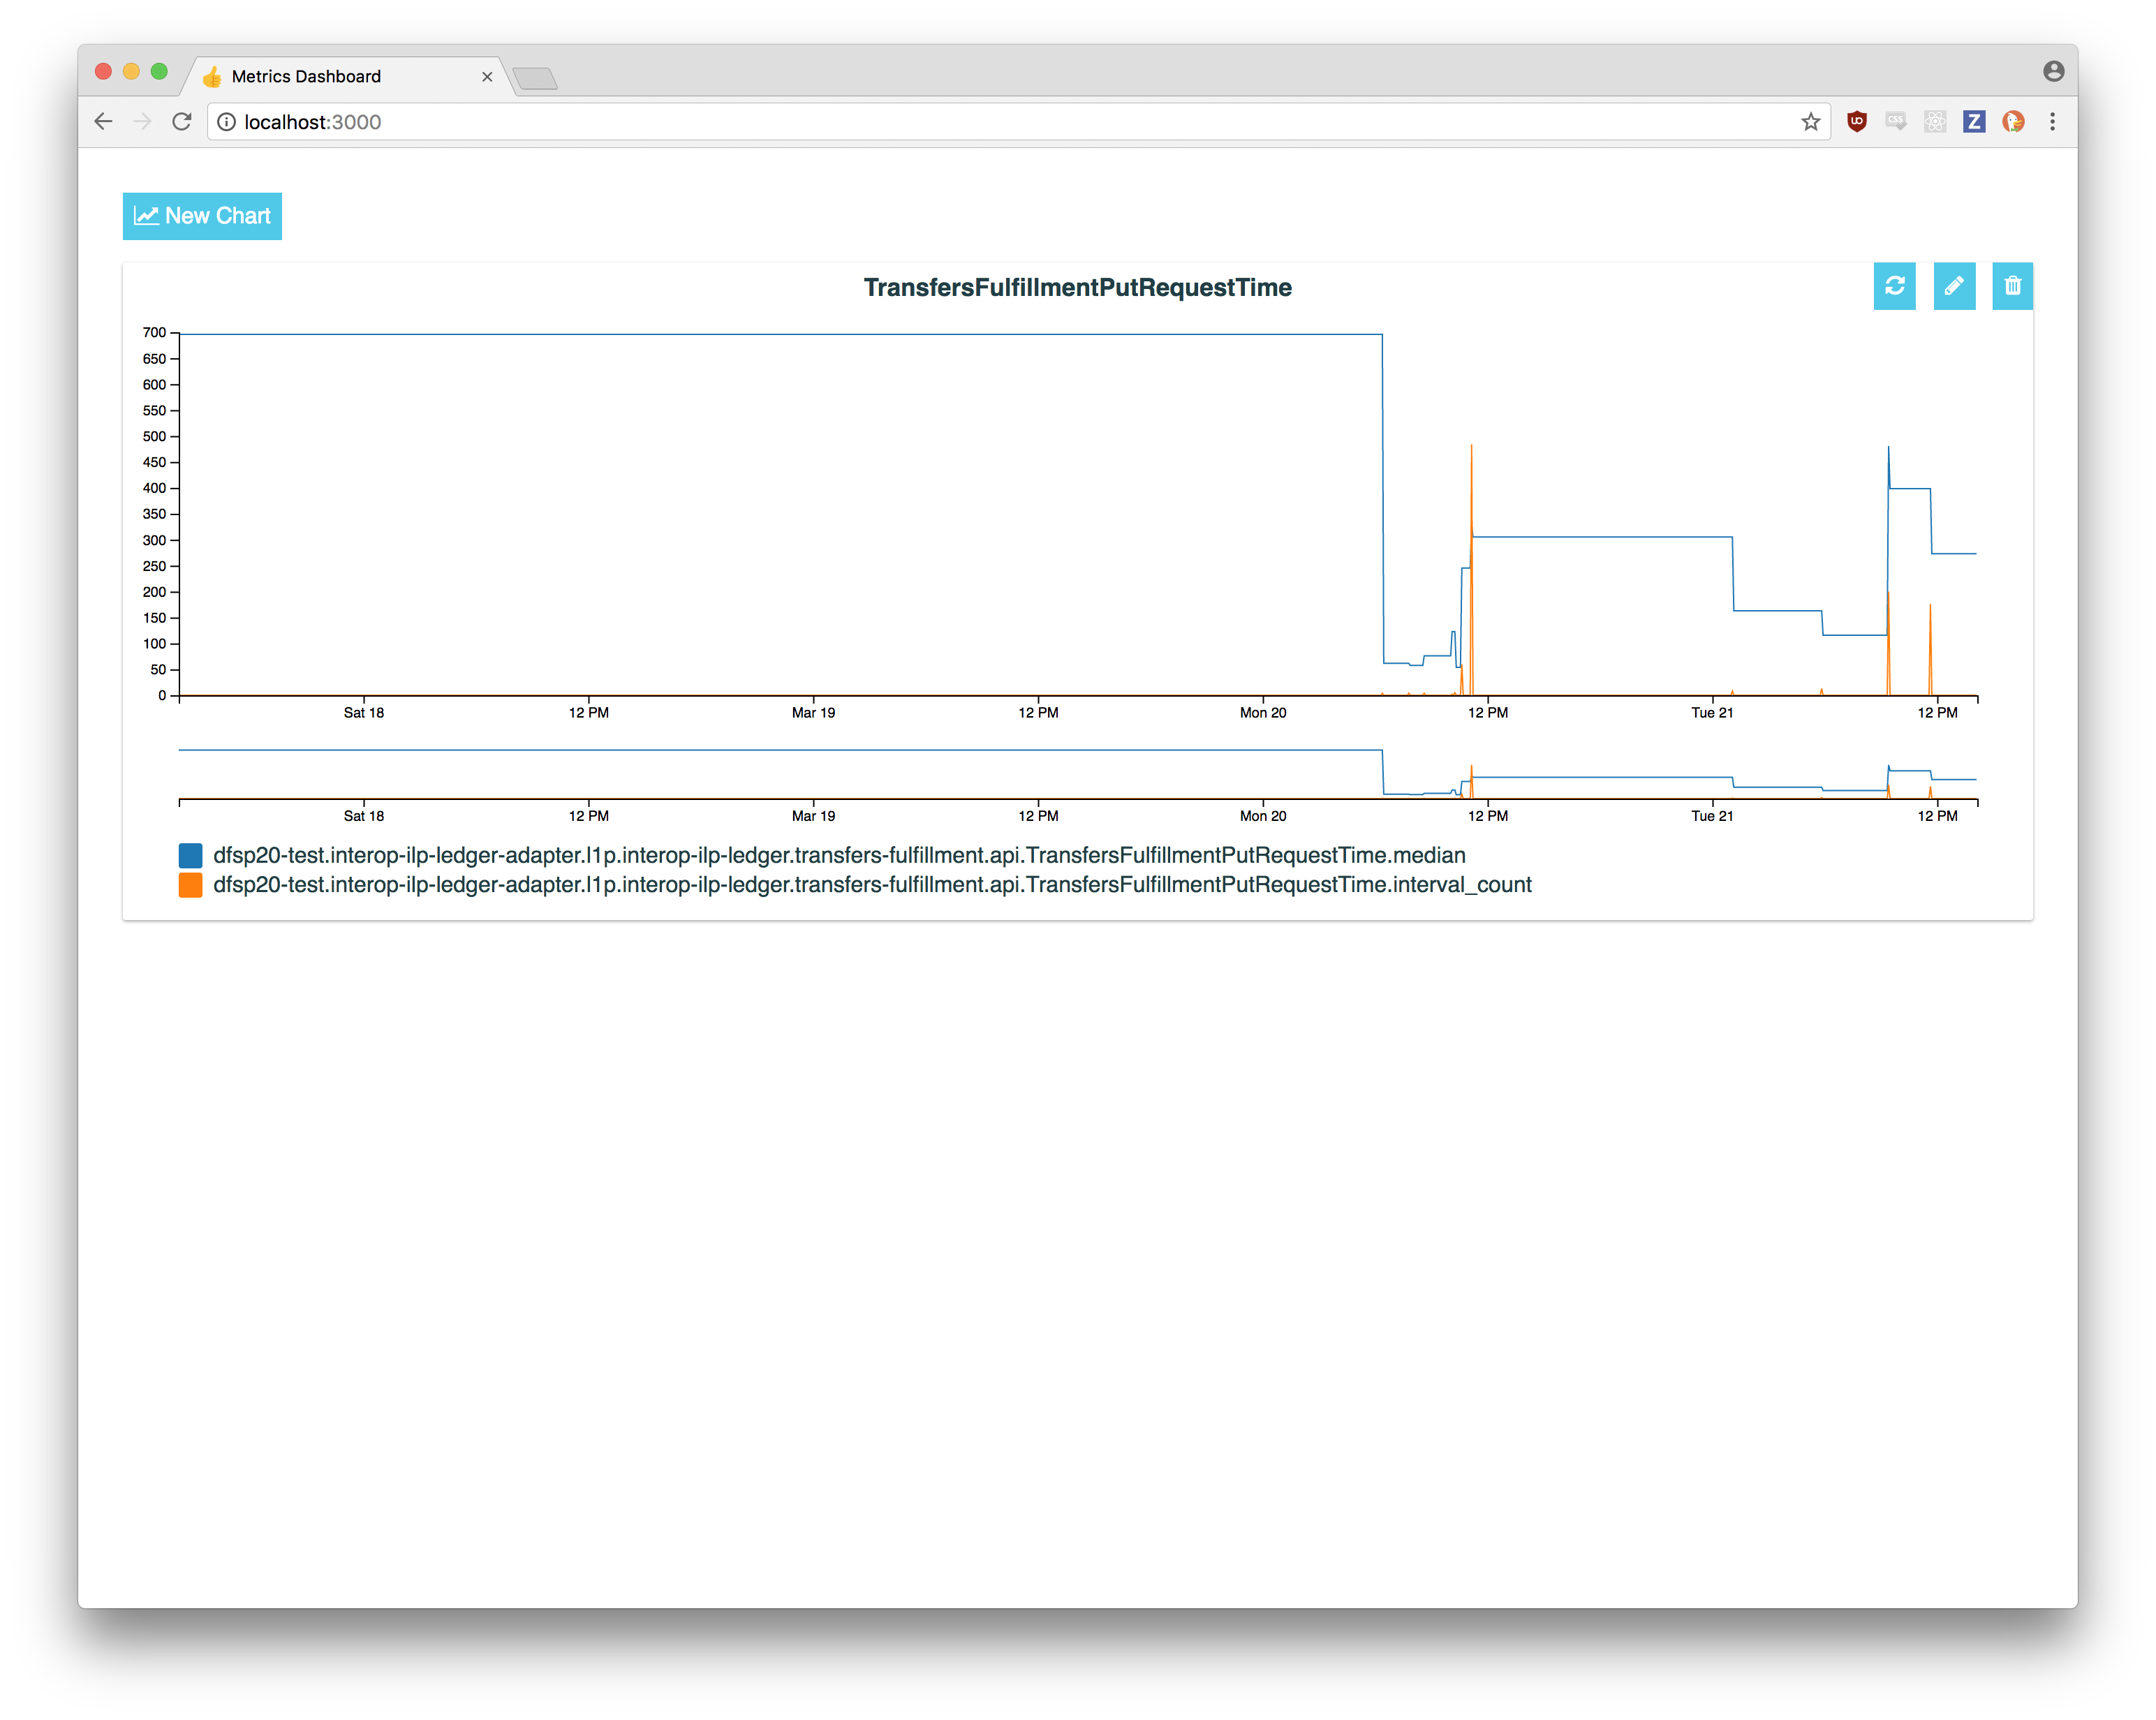 Metrics Dashboard
localhost:3000
CSS
Z
New Chart
TransfersFulfillmentPutRequestTime
700
650
600
550
500
450
400
350
300
250
200
150
100
50
0
Sat 18 12 PM Mar 19 12 PM Mon 20 12 PM Tue 21 12 PM
Sat 18 12 PM Mar 19 12 PM Mon 20 12 PM Tue 21 12 PM
dfsp20-test.interop-ilp-ledger-adapter.l1p.interop-ilp-ledger.transfers-fulfillment.api.TransfersFulfillmentPutRequestTime.median
dfsp20-test.interop-ilp-ledger-adapter.l1p.interop-ilp-ledger.transfers-fulfillment.api.TransfersFulfillmentPutRequestTime.interval_count